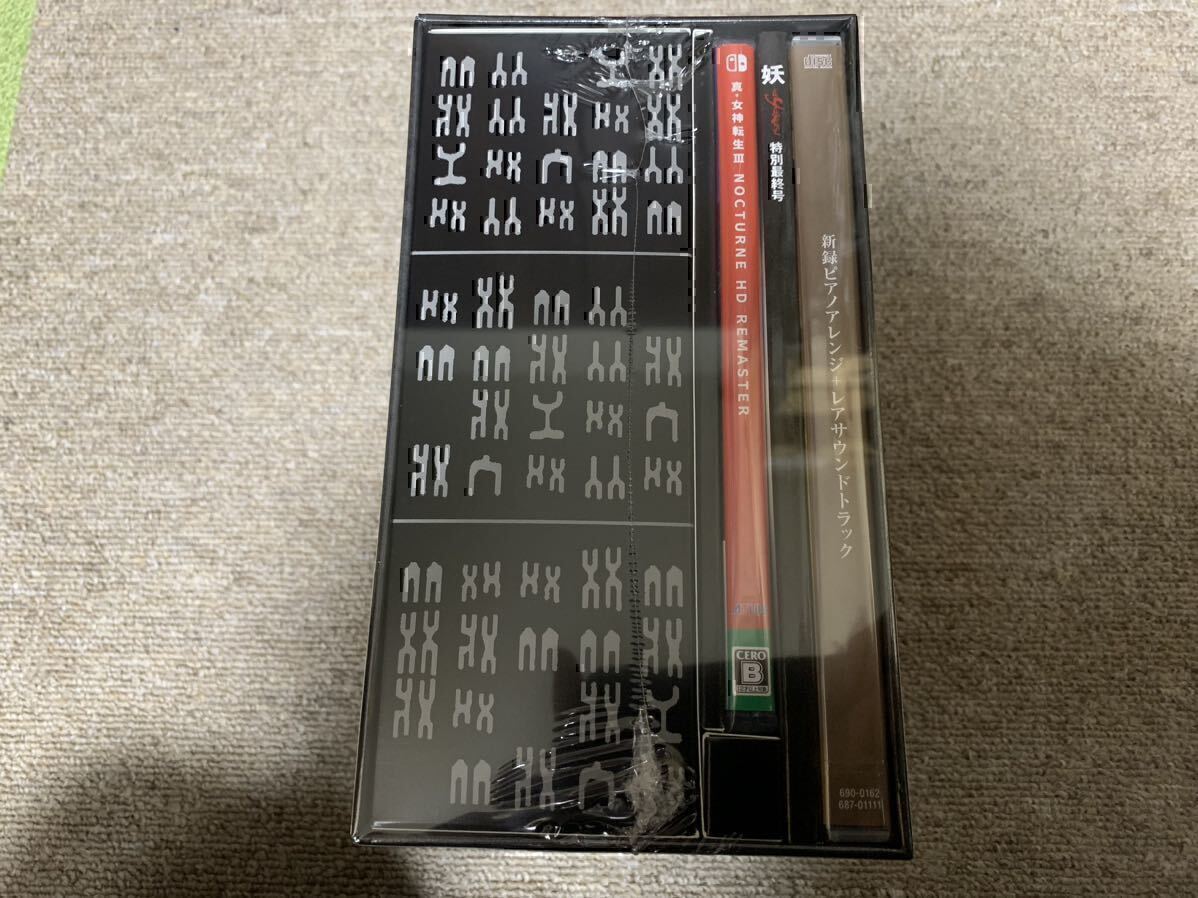 真・女神転生Ⅲ NOCTURNE HD REMASTER
CERO
B
妖
特別最終号
新録ピアノアレンジ+レアサウンドトラック
690-0162
687-01111